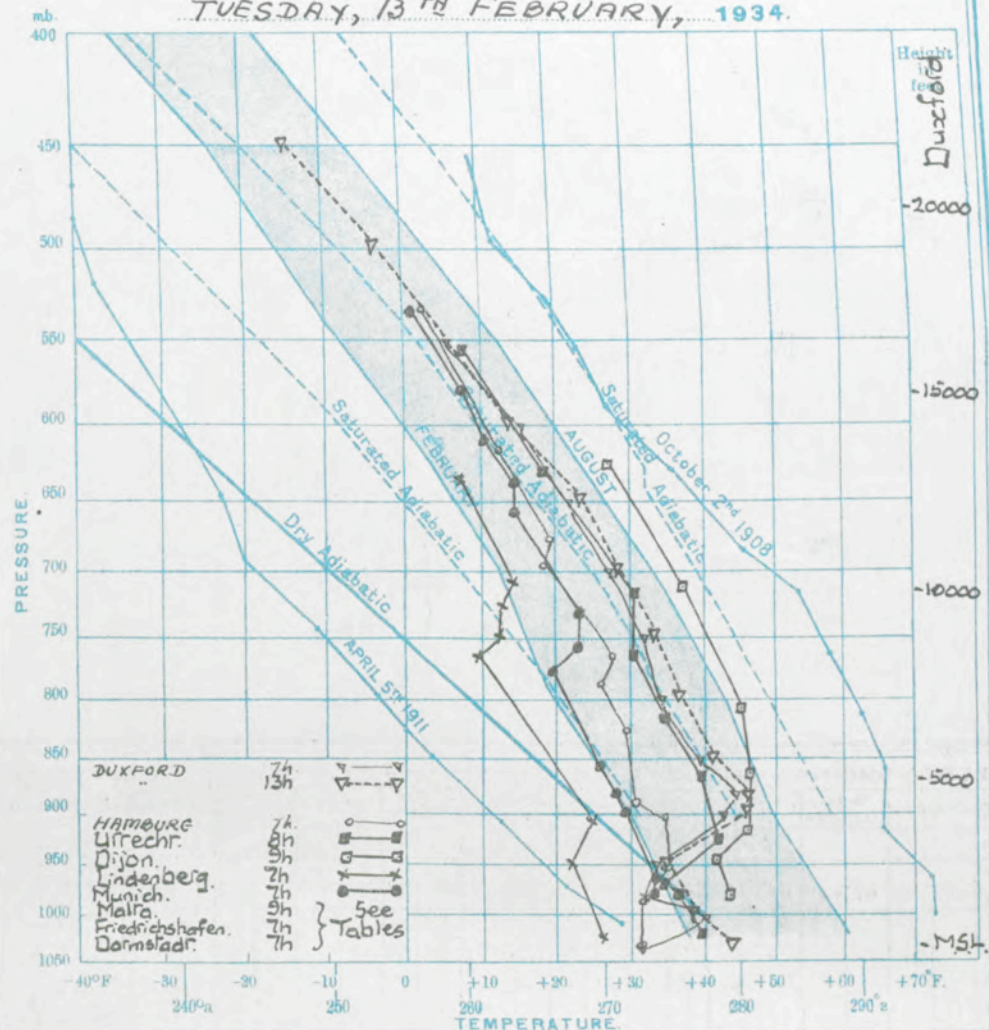 TUESDAY, 13TH FEBRUARY, 1934.
mb.
400
450
500
550
600
650
700
750
800
850
900
950
1000
1050
PRESSURE.
Height
in
feet
Duxford
-20000
-15000
-10000
-5000
-MSL.
Saturated Adiabatic
Dry Adiabatic
APRIL 5TH 1911
FEBRUARY
Saturated Adiabatic
AUGUST
Saturated Adiabatic
October 2nd 1908
DUXFORD 7h
" 13h
HAMBURG 7h.
Utrecht. 8h
Dijon. 9h
Lindenberg. 7h
Munich. 7h
Malta. 9h
Friedrichshafen. 7h
Darmstadt. 7h
See
Tables
-40°F -30 -20 -10 0 +10 +20 +30 +40 +50 +60 +70°F.
240°a 250 260 270 280 290°a
TEMPERATURE.